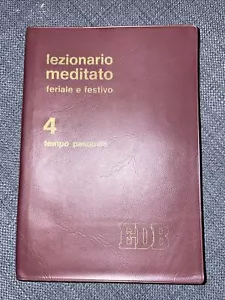 lezionario
meditato
feriale e festivo
4
tempo pasquale
EDB